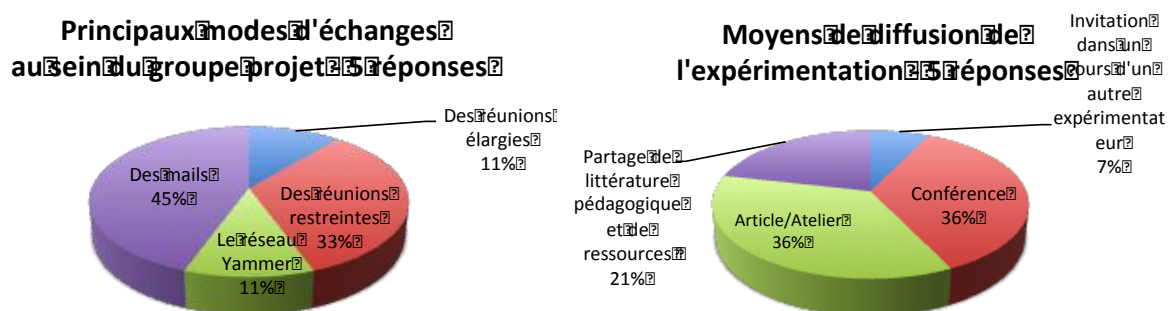 Principaux modes d'échanges
au sein du groupe projet - 5 réponses
Des réunions
élargies
11%
Des mails
45%
Des réunions
restreintes
33%
Le réseau
Yammer
11%
Moyens de diffusion de
l'expérimentation - 5 réponses
Invitation
dans un
cours d'un
autre
expérimentat
eur
7%
Partage de
littérature
pédagogique
et de
ressources
21%
Conférence
36%
Article/Atelier
36%